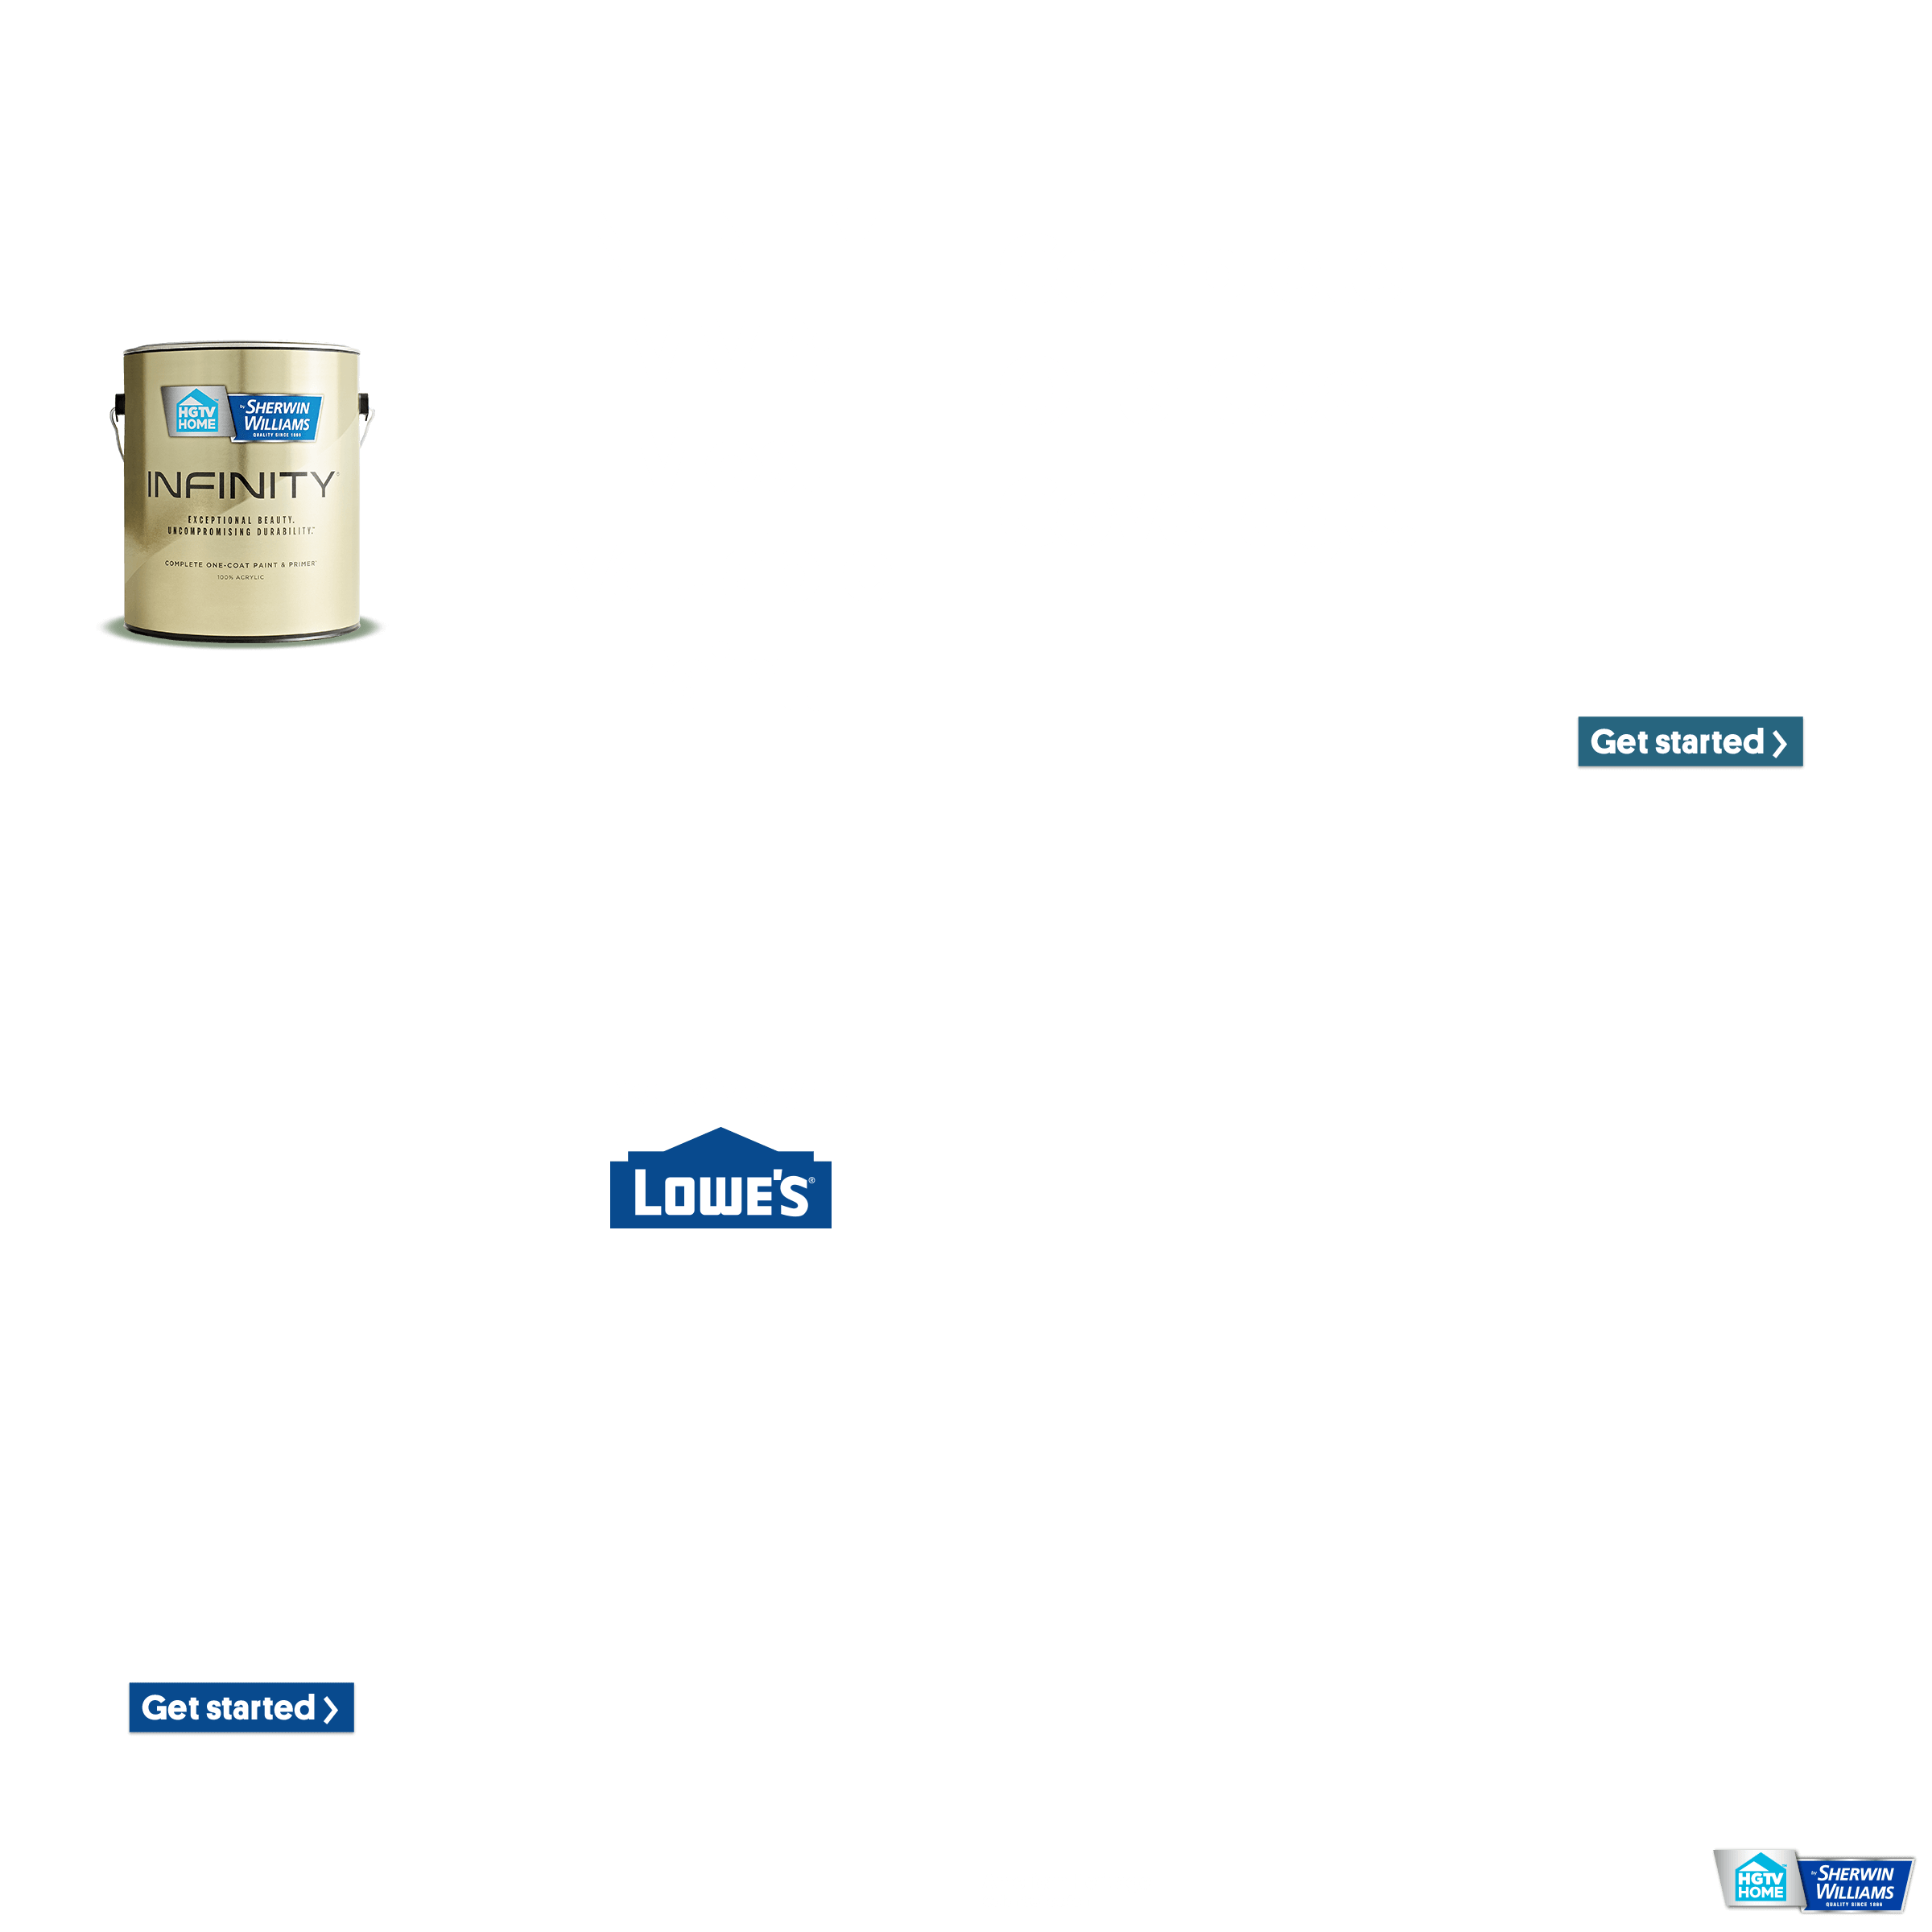 HGTV
HOME
by SHERWIN
WILLIAMS
QUALITY SINCE 1866
INFINITY®
EXCEPTIONAL BEAUTY.
UNCOMPROMISING DURABILITY.™
COMPLETE ONE-COAT PAINT & PRIMER
100% ACRYLIC
Get started
LOWE'S®
Get started
HGTV
HOME
by SHERWIN
WILLIAMS
QUALITY SINCE 1866